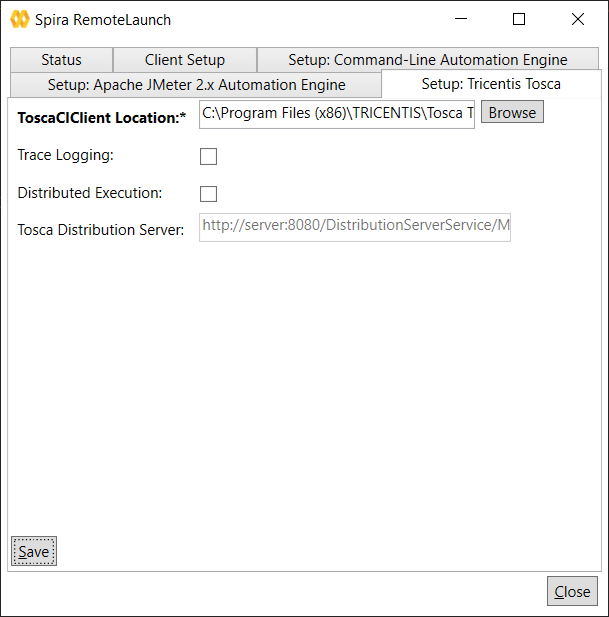 Spira RemoteLaunch
Status
Client Setup
Setup: Command-Line Automation Engine
Setup: Apache JMeter 2.x Automation Engine
Setup: Tricentis Tosca
ToscaCIClient Location:*
C:\Program Files (x86)\TRICENTIS\Tosca T
Browse
Trace Logging:
Distributed Execution:
Tosca Distribution Server:
http://server:8080/DistributionServerService/M
Save
Close